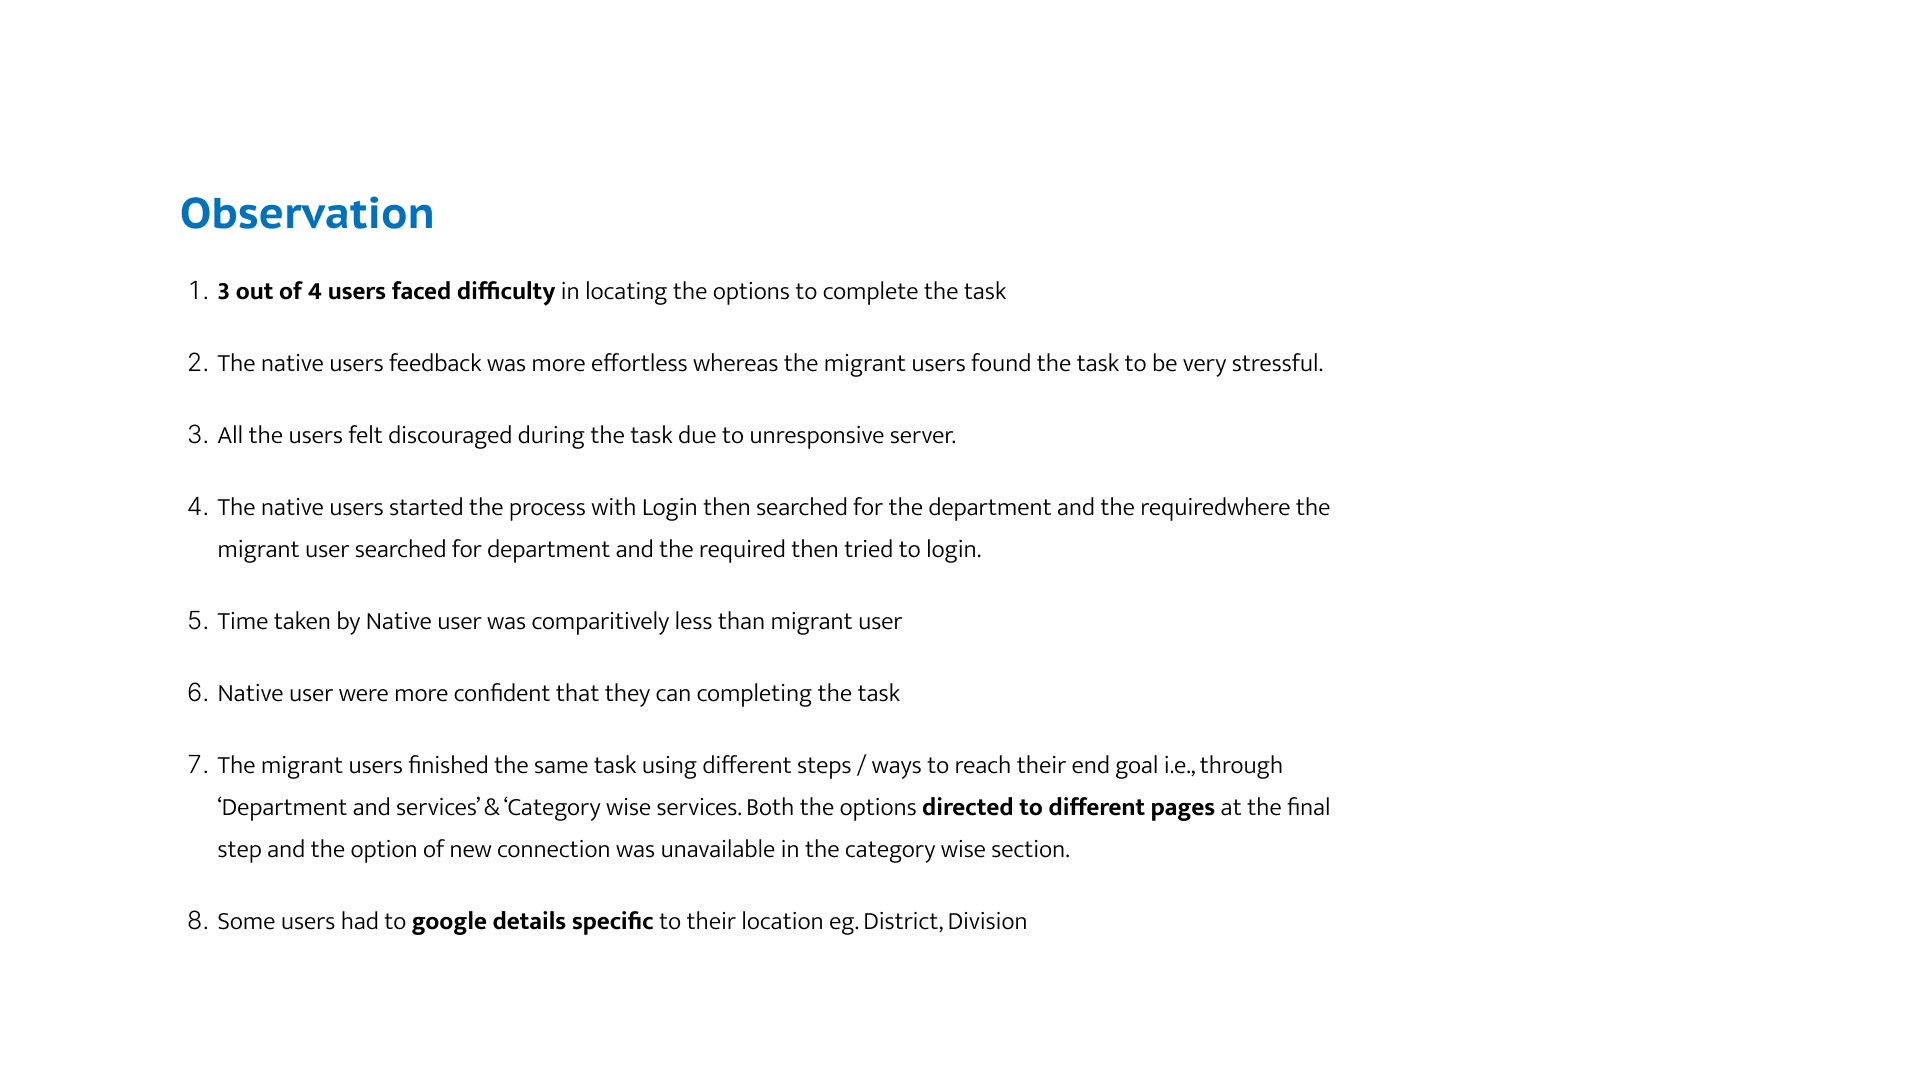 Observation
1. 3 out of 4 users faced difficulty in locating the options to complete the task
2. The native users feedback was more effortless whereas the migrant users found the task to be very stressful.
3. All the users felt discouraged during the task due to unresponsive server.
4. The native users started the process with Login then searched for the department and the requiredwhere the
migrant user searched for department and the required then tried to login.
5. Time taken by Native user was comparitively less than migrant user
6. Native user were more confident that they can completing the task
7. The migrant users finished the same task using different steps / ways to reach their end goal i.e., through
‘Department and services’ & ‘Category wise services. Both the options directed to different pages at the final
step and the option of new connection was unavailable in the category wise section.
8. Some users had to google details specific to their location eg. District, Division